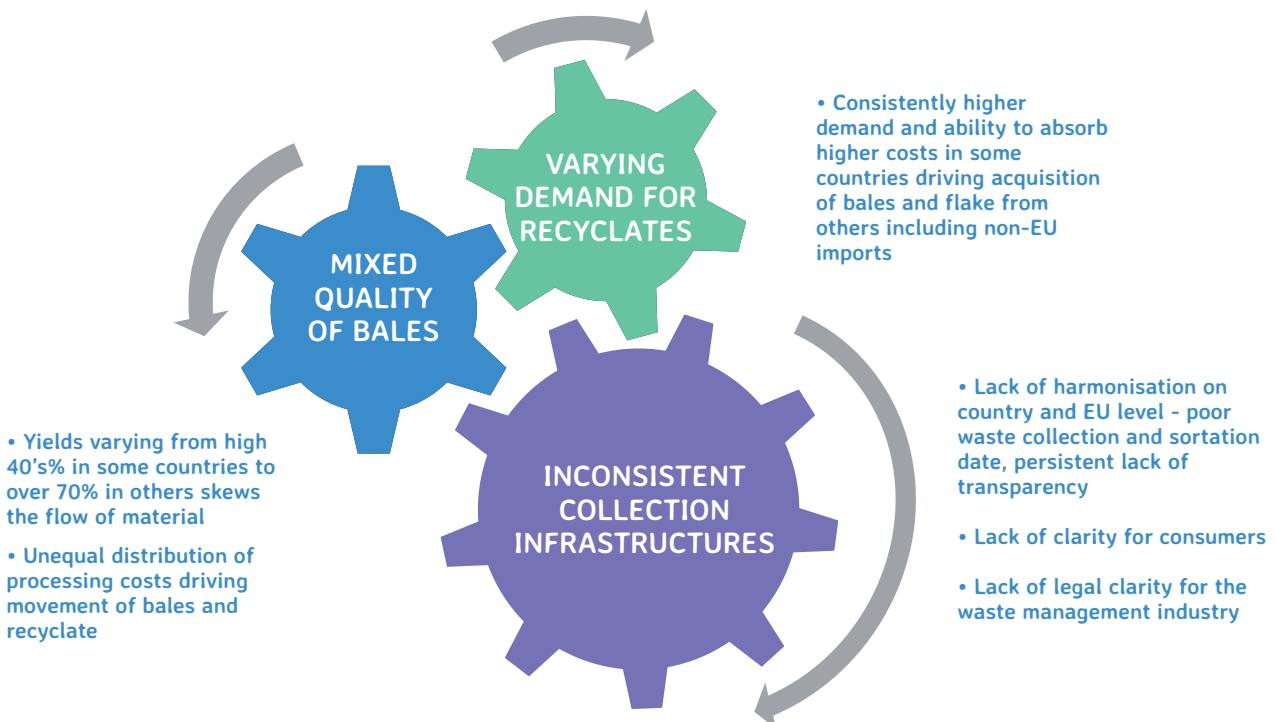 VARYING
DEMAND FOR
RECYCLATES
• Consistently higher
demand and ability to absorb
higher costs in some
countries driving acquisition
of bales and flake from
others including non-EU
imports
MIXED
QUALITY
OF BALES
• Yields varying from high
40's% in some countries to
over 70% in others skews
the flow of material
• Unequal distribution of
processing costs driving
movement of bales and
recyclate
INCONSISTENT
COLLECTION
INFRASTRUCTURES
• Lack of harmonisation on
country and EU level - poor
waste collection and sortation
date, persistent lack of
transparency
• Lack of clarity for consumers
• Lack of legal clarity for the
waste management industry